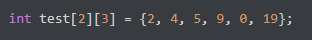 int test[2][3] = {2, 4, 5, 9, 0, 19};